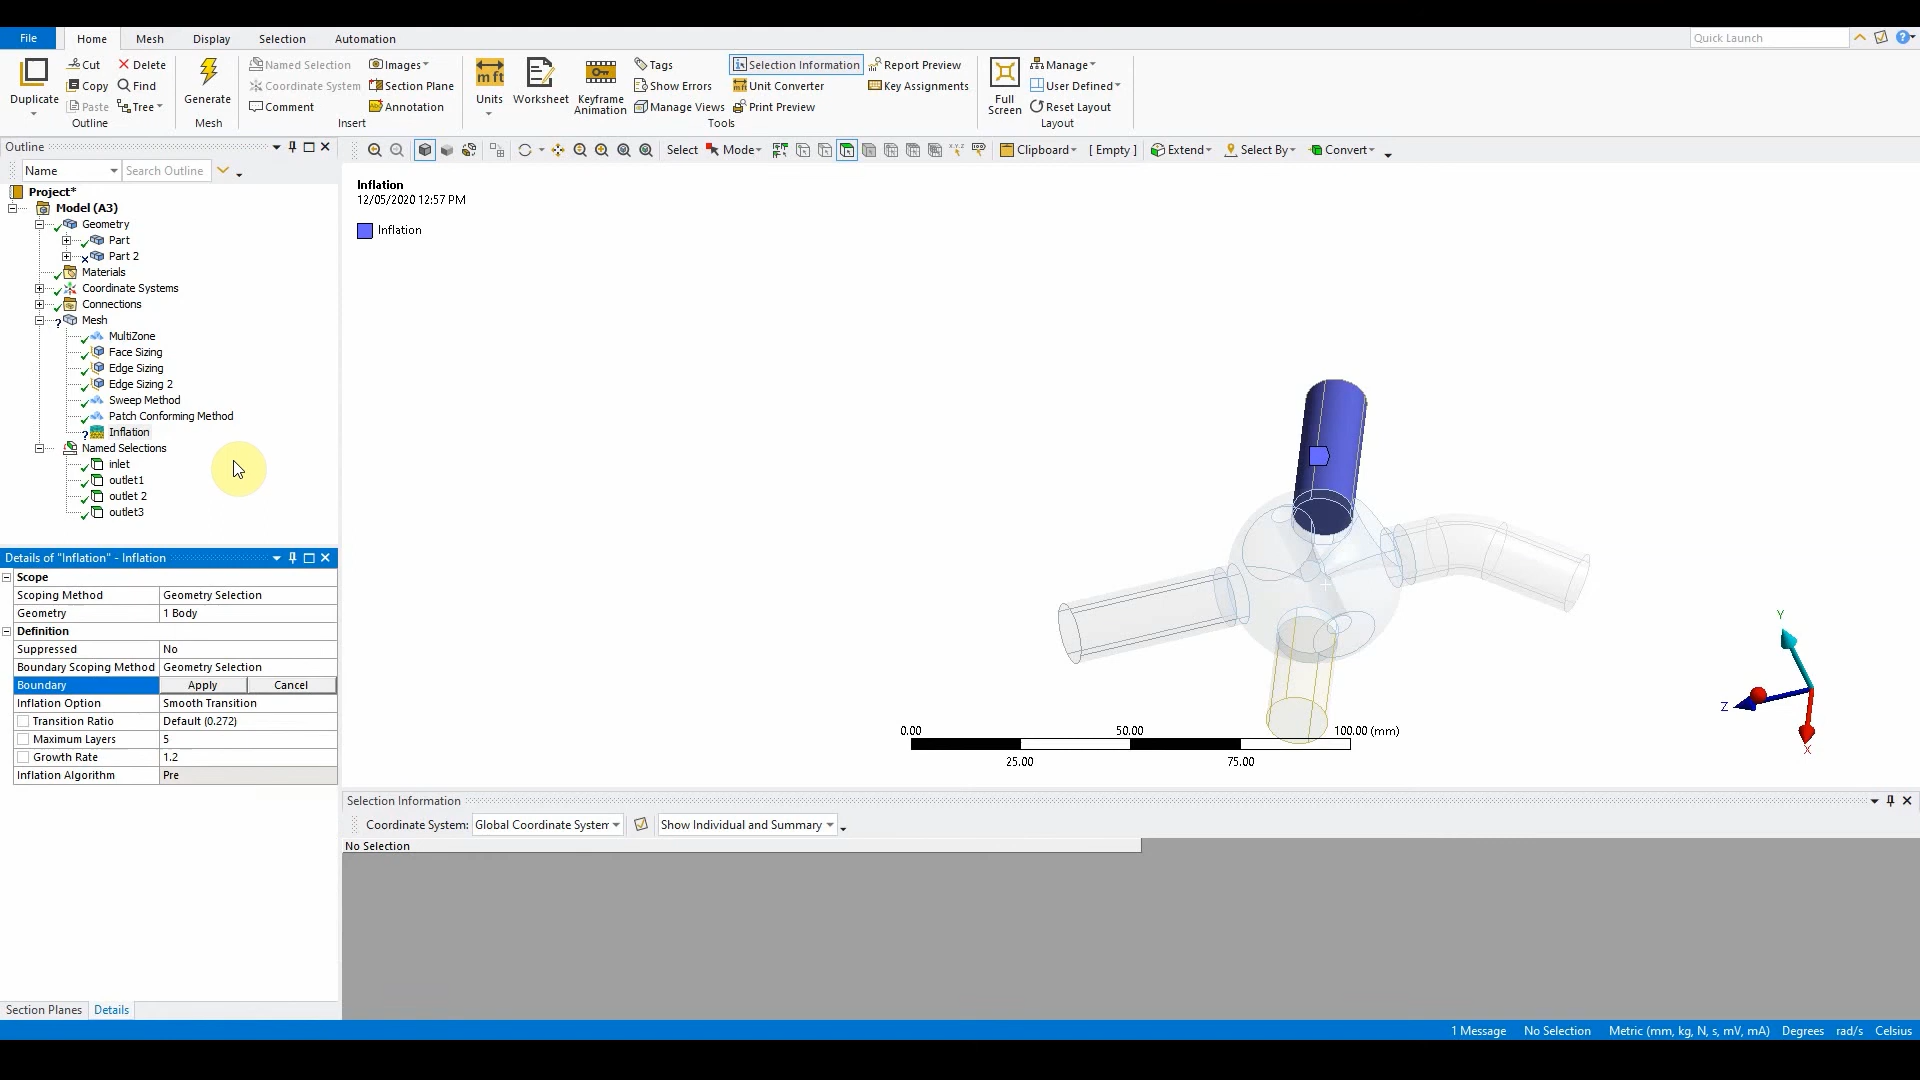 File Home Mesh Display Selection Automation Quick Launch
Duplicate Cut Delete Copy Find Paste Tree Outline
Generate Mesh
Named Selection Images Coordinate System Section Plane Comment Annotation Insert
Units Worksheet Keyframe Animation Tags Show Errors Manage Views Selection Information Unit Converter Print Preview Report Preview Key Assignments Tools
Full Screen Manage User Defined Reset Layout Layout
Outline
Name Search Outline
Select Mode Clipboard [ Empty ] Extend Select By Convert
Project*
Model (A3)
Geometry
Part
Part 2
Materials
Coordinate Systems
Connections
Mesh
MultiZone
Face Sizing
Edge Sizing
Edge Sizing 2
Sweep Method
Patch Conforming Method
Inflation
Named Selections
inlet
outlet1
outlet 2
outlet3
Inflation
12/05/2020 12:57 PM
Inflation
Details of "Inflation" - Inflation
Scope
Scoping Method Geometry Selection
Geometry 1 Body
Definition
Suppressed No
Boundary Scoping Method Geometry Selection
Boundary Apply Cancel
Inflation Option Smooth Transition
Transition Ratio Default (0.272)
Maximum Layers 5
Growth Rate 1.2
Inflation Algorithm Pre
Y
Z
X
0.00 50.00 100.00 (mm)
25.00 75.00
Selection Information
Coordinate System: Global Coordinate System Show Individual and Summary
No Selection
Section Planes Details
1 Message No Selection Metric (mm, kg, N, s, mV, mA) Degrees rad/s Celsius